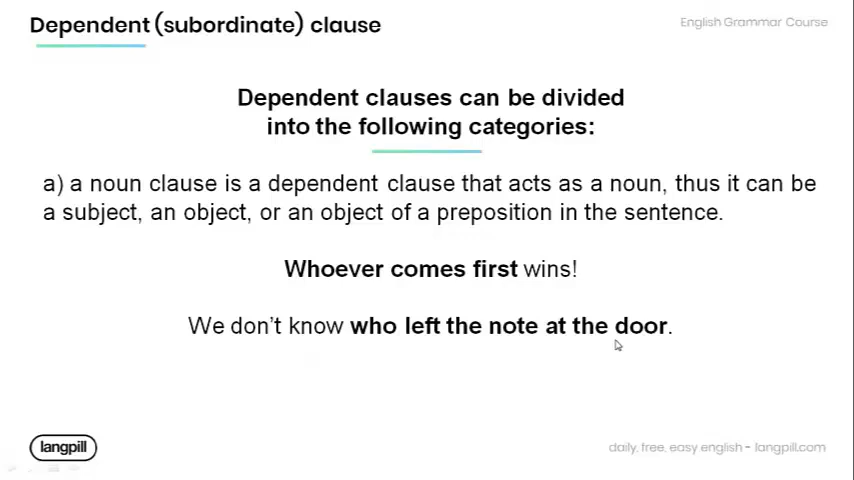 Dependent (subordinate) clause
English Grammar Course
Dependent clauses can be divided
into the following categories:
a) a noun clause is a dependent clause that acts as a noun, thus it can be
a subject, an object, or an object of a preposition in the sentence.
Whoever comes first wins!
We don’t know who left the note at the door.
langpill
daily, free, easy english - langpill.com